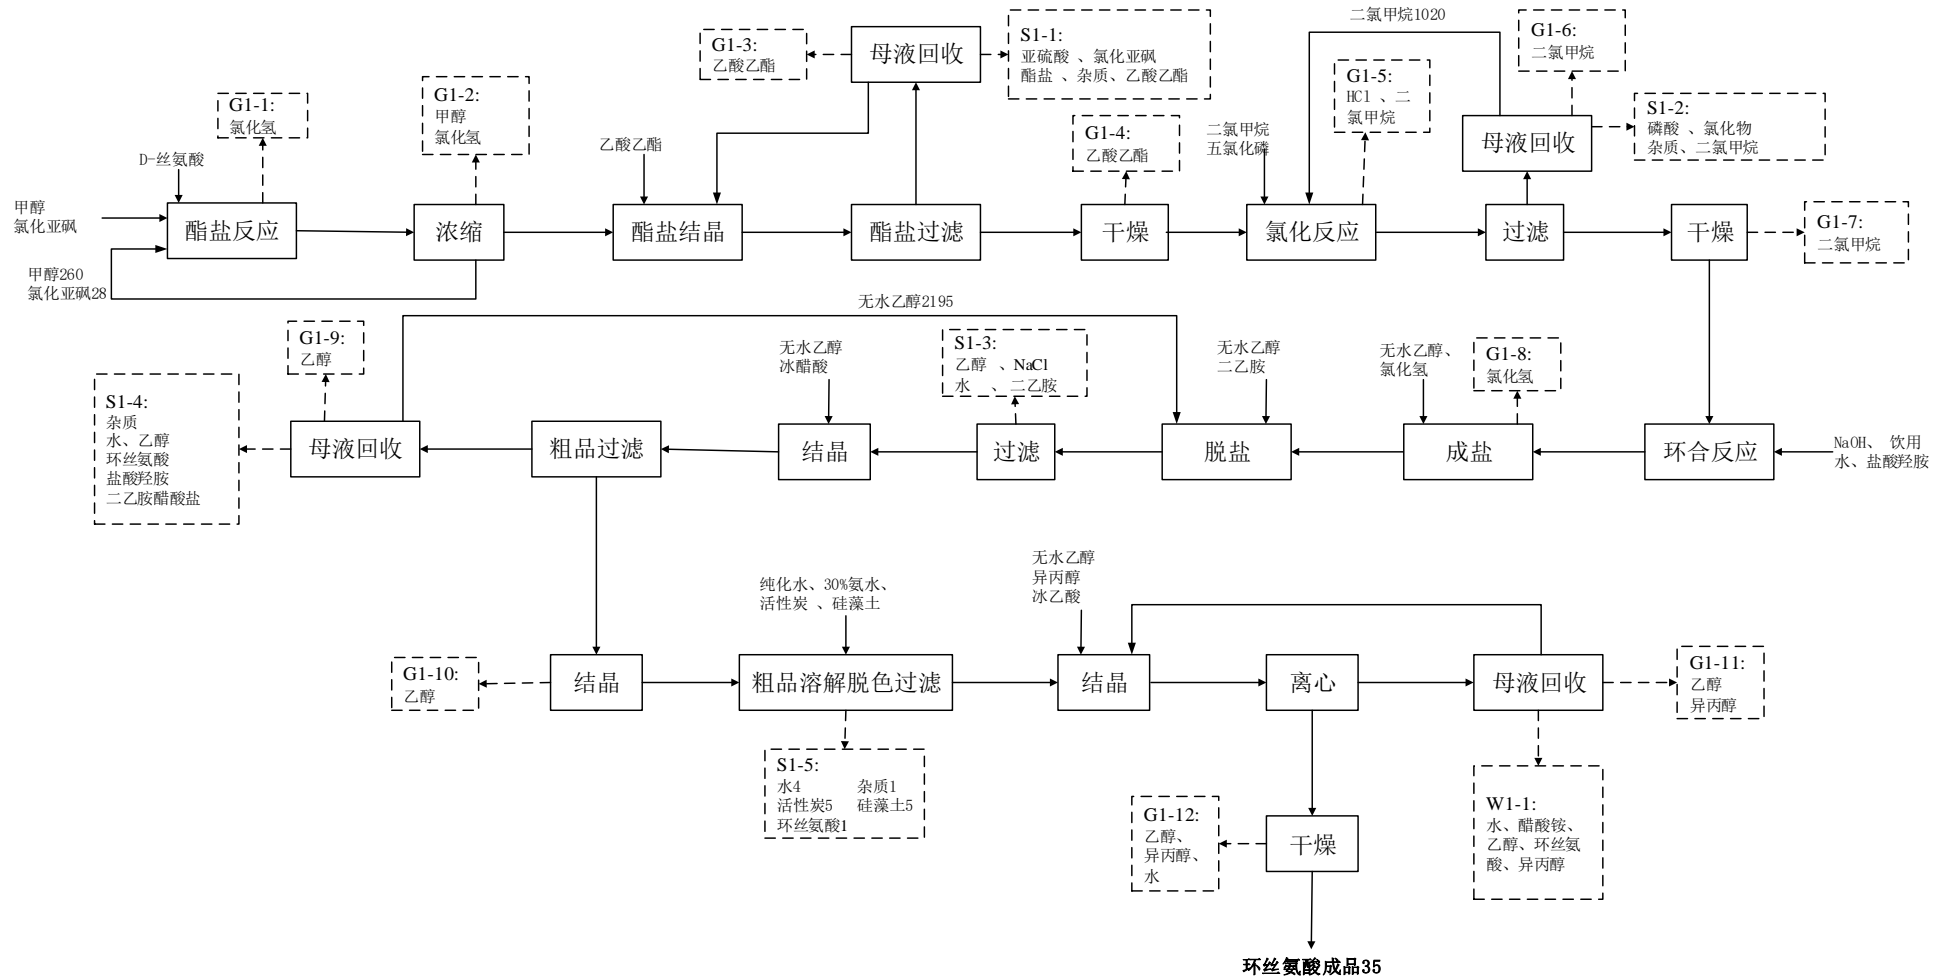 二氯甲烷1020
G1-3:
乙酸乙酯
母液回收
S1-1:
亚硫酸 、氯化亚砜
酯盐 、杂质、乙酸乙酯
G1-6:
二氯甲烷
G1-1:
氯化氢
G1-2:
甲醇
氯化氢
G1-5:
HCl 、二
氯甲烷
S1-2:
磷酸 、氯化物
杂质、二氯甲烷
母液回收
D-丝氨酸
乙酸乙酯
G1-4:
乙酸乙酯
二氯甲烷
五氯化磷
甲醇
氯化亚砜
酯盐反应
浓缩
酯盐结晶
酯盐过滤
干燥
氯化反应
过滤
干燥
G1-7:
二氯甲烷
甲醇260
氯化亚砜28
无水乙醇2195
G1-9:
乙醇
无水乙醇
冰醋酸
S1-3:
乙醇 、NaCl
水 、二乙胺
无水乙醇
二乙胺
无水乙醇、
氯化氢
G1-8:
氯化氢
S1-4:
杂质
水、乙醇
环丝氨酸
盐酸羟胺
二乙胺醋酸盐
母液回收
粗品过滤
结晶
过滤
脱盐
成盐
环合反应
NaOH、 饮用
水、盐酸羟胺
纯化水、30%氨水、
活性炭 、硅藻土
无水乙醇
异丙醇
冰乙酸
G1-10:
乙醇
结晶
粗品溶解脱色过滤
结晶
离心
母液回收
G1-11:
乙醇
异丙醇
S1-5:
水4 杂质1
活性炭5 硅藻土5
环丝氨酸1
G1-12:
乙醇、
异丙醇、
水
干燥
W1-1:
水、醋酸铵、
乙醇、环丝氨
酸、异丙醇
环丝氨酸成品35